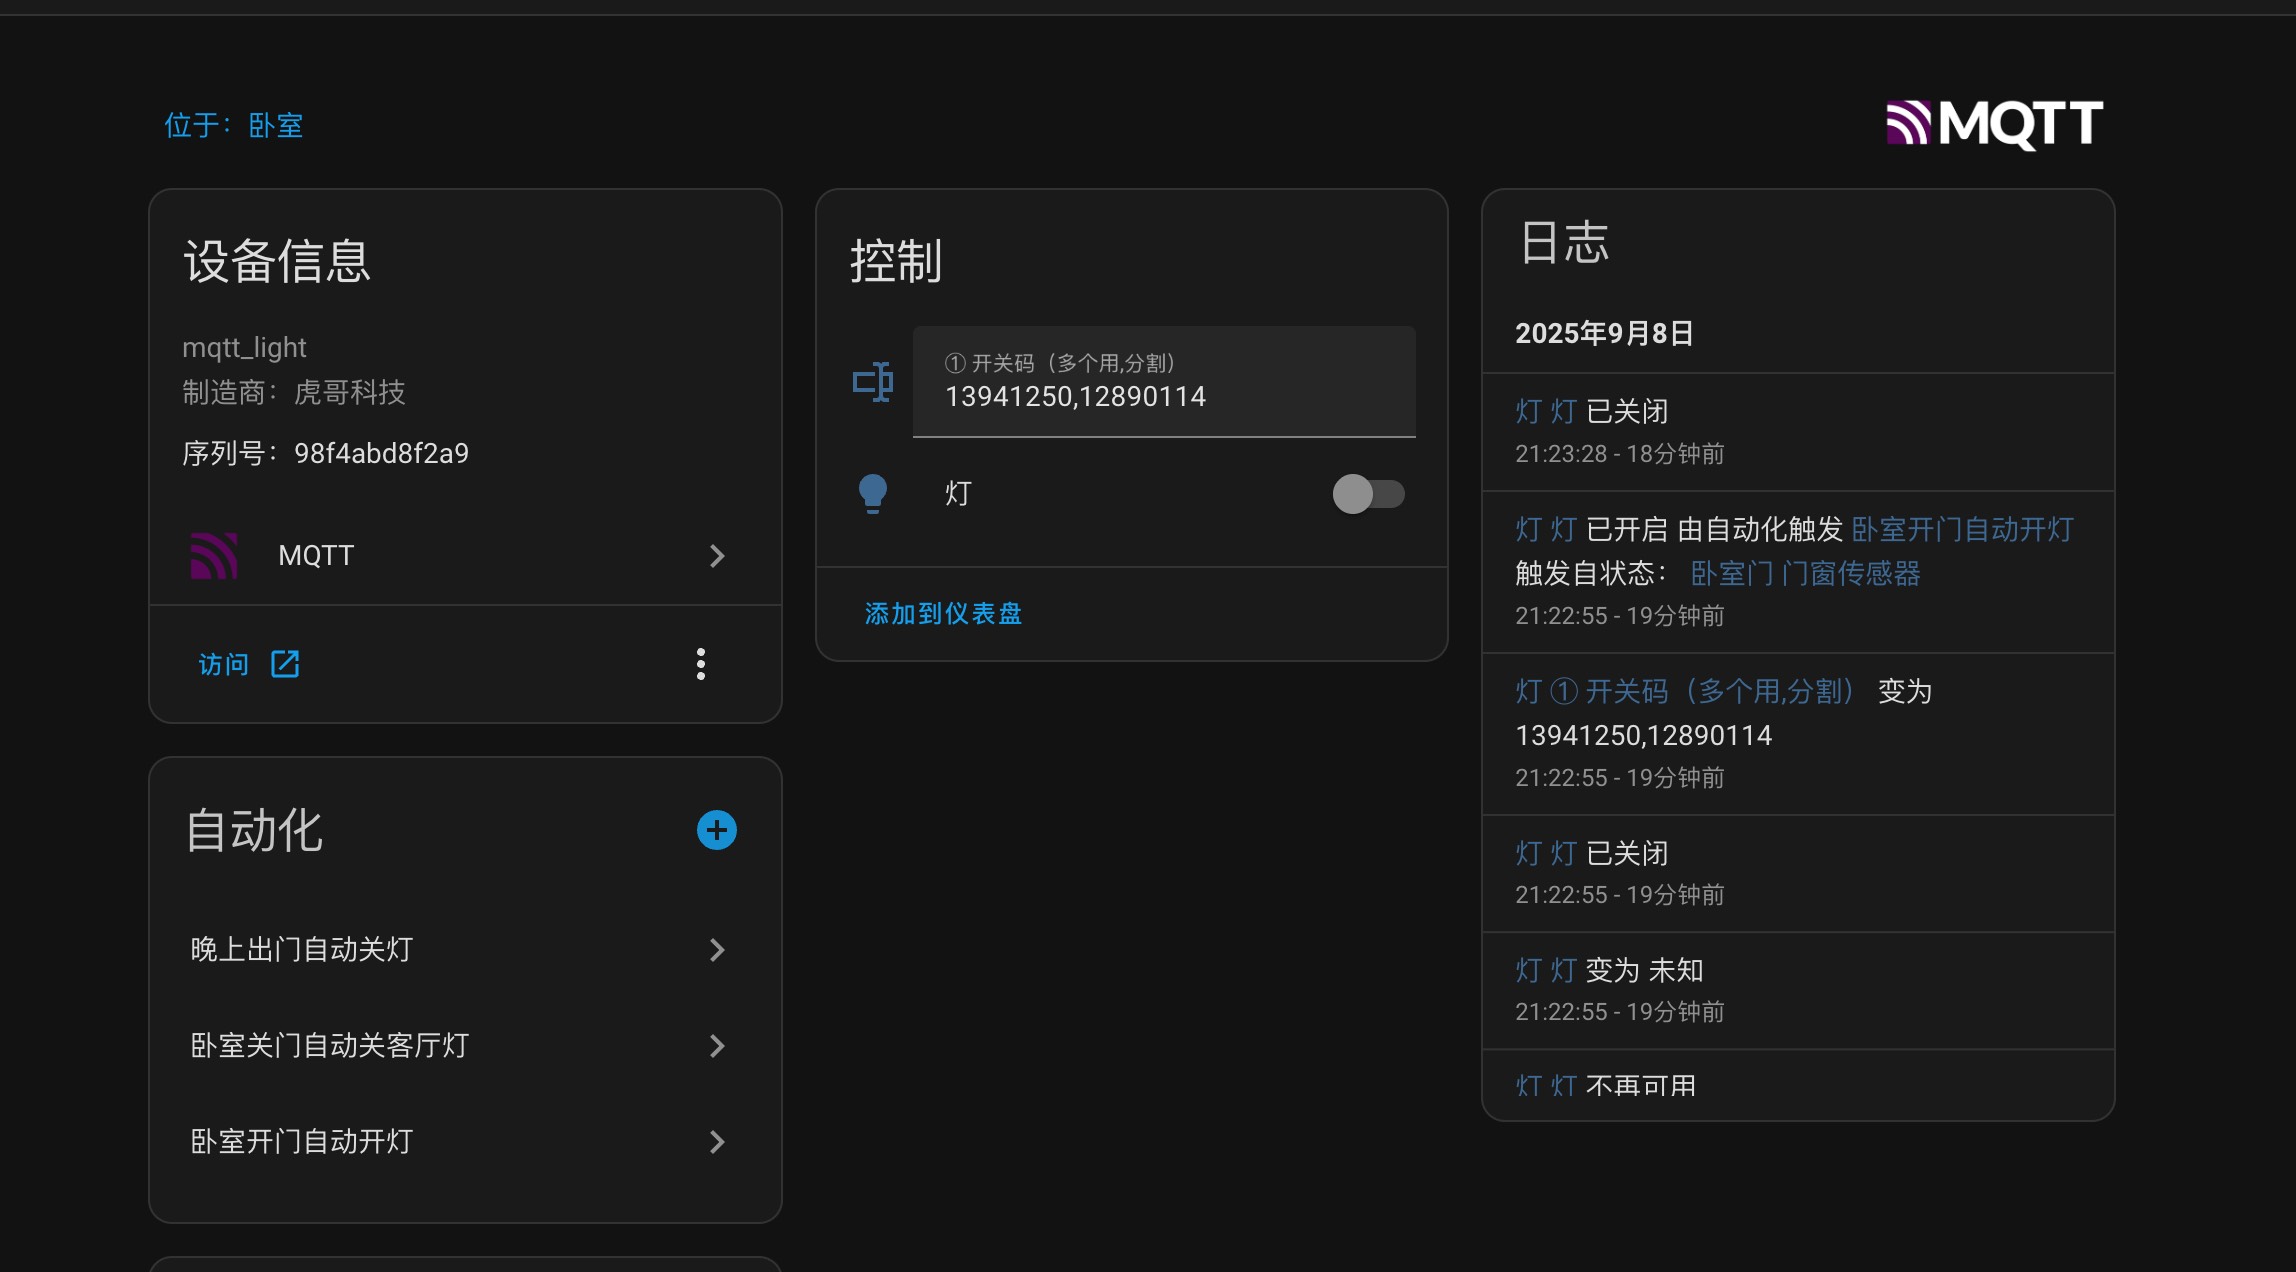 位于：卧室
MQTT
设备信息
mqtt_light
制造商：虎哥科技
序列号：98f4abd8f2a9
MQTT
访问
自动化
晚上出门自动关灯
卧室关门自动关客厅灯
卧室开门自动开灯
控制
① 开关码（多个用,分割）
13941250,12890114
灯
添加到仪表盘
日志
2025年9月8日
灯 灯 已关闭
21:23:28 - 18分钟前
灯 灯 已开启 由自动化触发 卧室开门自动开灯
触发自状态： 卧室门 门窗传感器
21:22:55 - 19分钟前
灯 ① 开关码（多个用,分割） 变为
13941250,12890114
21:22:55 - 19分钟前
灯 灯 已关闭
21:22:55 - 19分钟前
灯 灯 变为 未知
21:22:55 - 19分钟前
灯 灯 不再可用